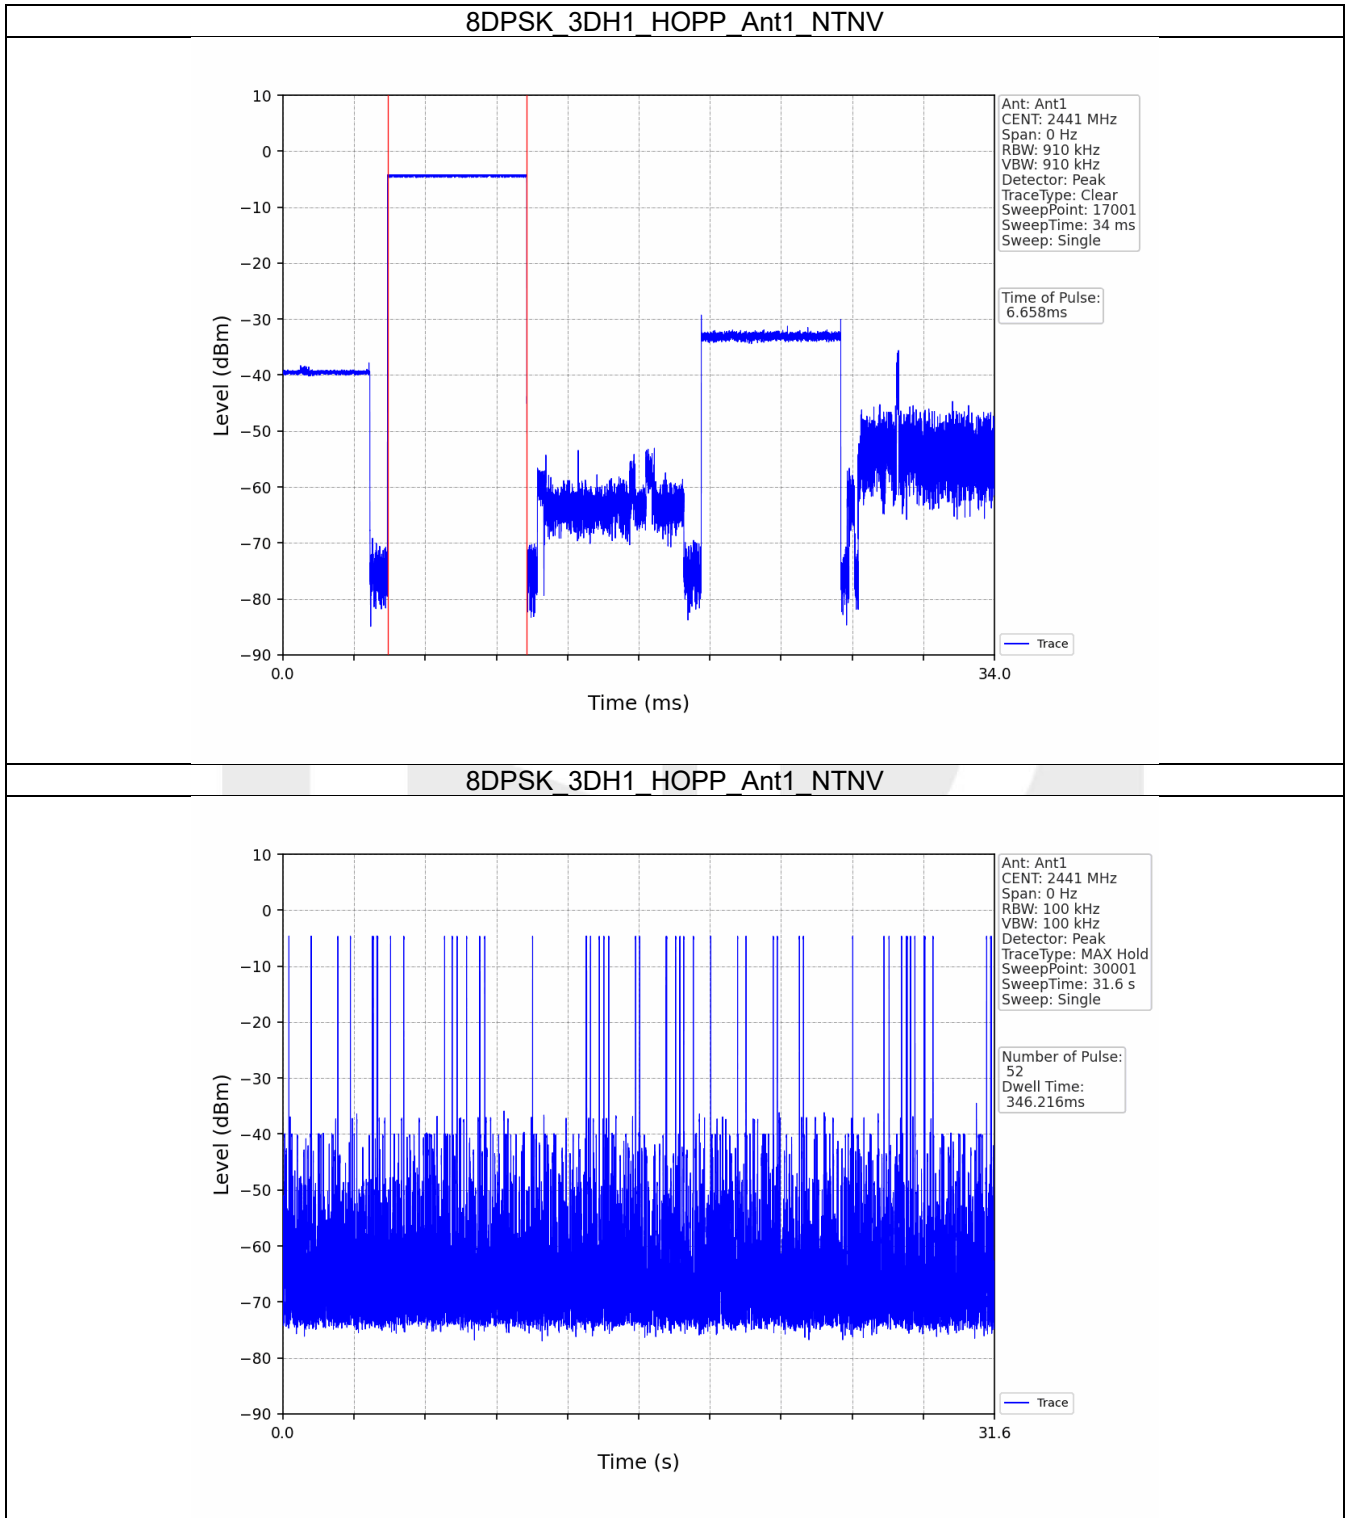 8DPSK_3DH1_HOPP_Ant1_NTNV
10
0
−10
−20
−30
−40
−50
−60
−70
−80
−90
Level (dBm)
0.0
34.0
Time (ms)
Ant: Ant1
CENT: 2441 MHz
Span: 0 Hz
RBW: 910 kHz
VBW: 910 kHz
Detector: Peak
TraceType: Clear
SweepPoint: 17001
SweepTime: 34 ms
Sweep: Single
Time of Pulse:
6.658ms
Trace
8DPSK_3DH1_HOPP_Ant1_NTNV
10
0
−10
−20
−30
−40
−50
−60
−70
−80
−90
Level (dBm)
0.0
31.6
Time (s)
Ant: Ant1
CENT: 2441 MHz
Span: 0 Hz
RBW: 100 kHz
VBW: 100 kHz
Detector: Peak
TraceType: MAX Hold
SweepPoint: 30001
SweepTime: 31.6 s
Sweep: Single
Number of Pulse:
52
Dwell Time:
346.216ms
Trace